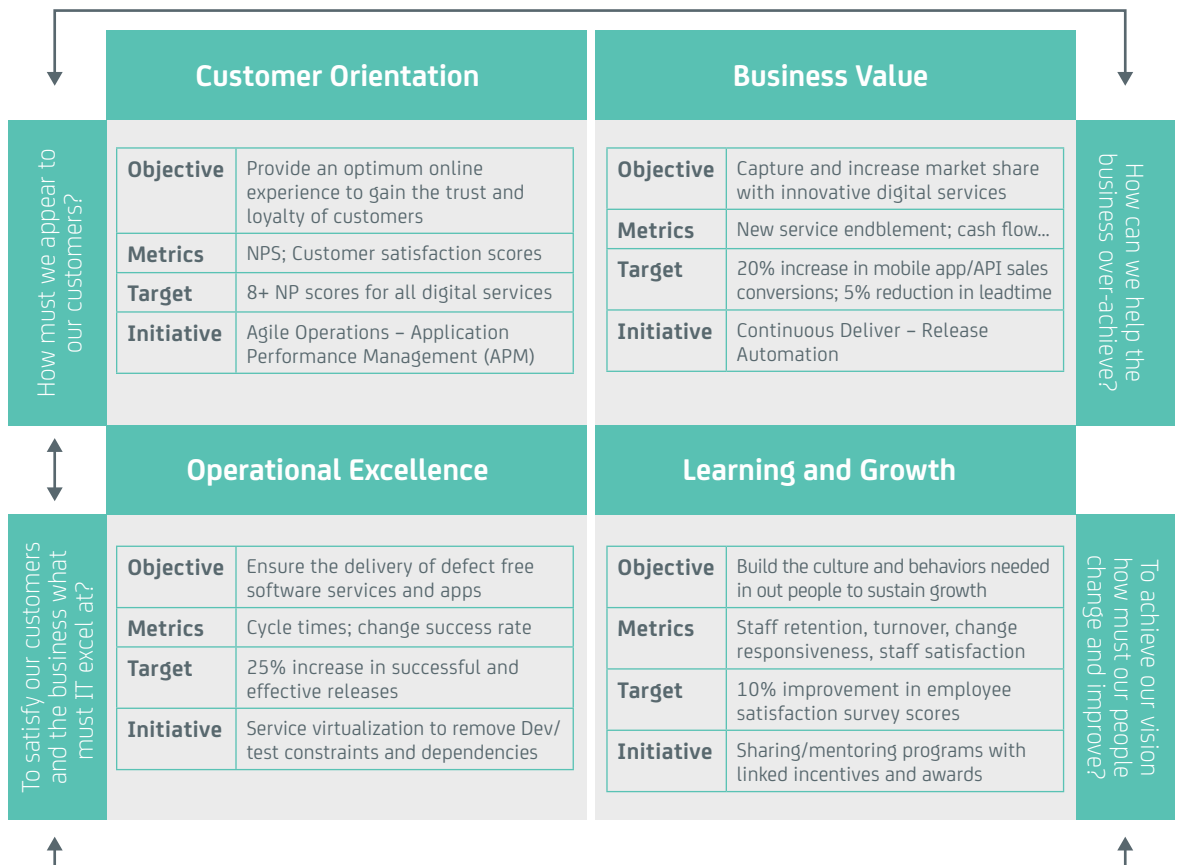 Customer Orientation
How must we appear to
our customers?
Objective
Provide an optimum online
experience to gain the trust and
loyalty of customers
Metrics
NPS; Customer satisfaction scores
Target
8+ NP scores for all digital services
Initiative
Agile Operations – Application
Performance Management (APM)
Business Value
Objective
Capture and increase market share
with innovative digital services
Metrics
New service endblement; cash flow...
Target
20% increase in mobile app/API sales
conversions; 5% reduction in leadtime
Initiative
Continuous Deliver – Release
Automation
How can we help the
business over-achieve?
Operational Excellence
To satisfy our customers
and the business what
must IT excel at?
Objective
Ensure the delivery of defect free
software services and apps
Metrics
Cycle times; change success rate
Target
25% increase in successful and
effective releases
Initiative
Service virtualization to remove Dev/
test constraints and dependencies
Learning and Growth
Objective
Build the culture and behaviors needed
in out people to sustain growth
Metrics
Staff retention, turnover, change
responsiveness, staff satisfaction
Target
10% improvement in employee
satisfaction survey scores
Initiative
Sharing/mentoring programs with
linked incentives and awards
To achieve our vision
how must our people
change and improve?